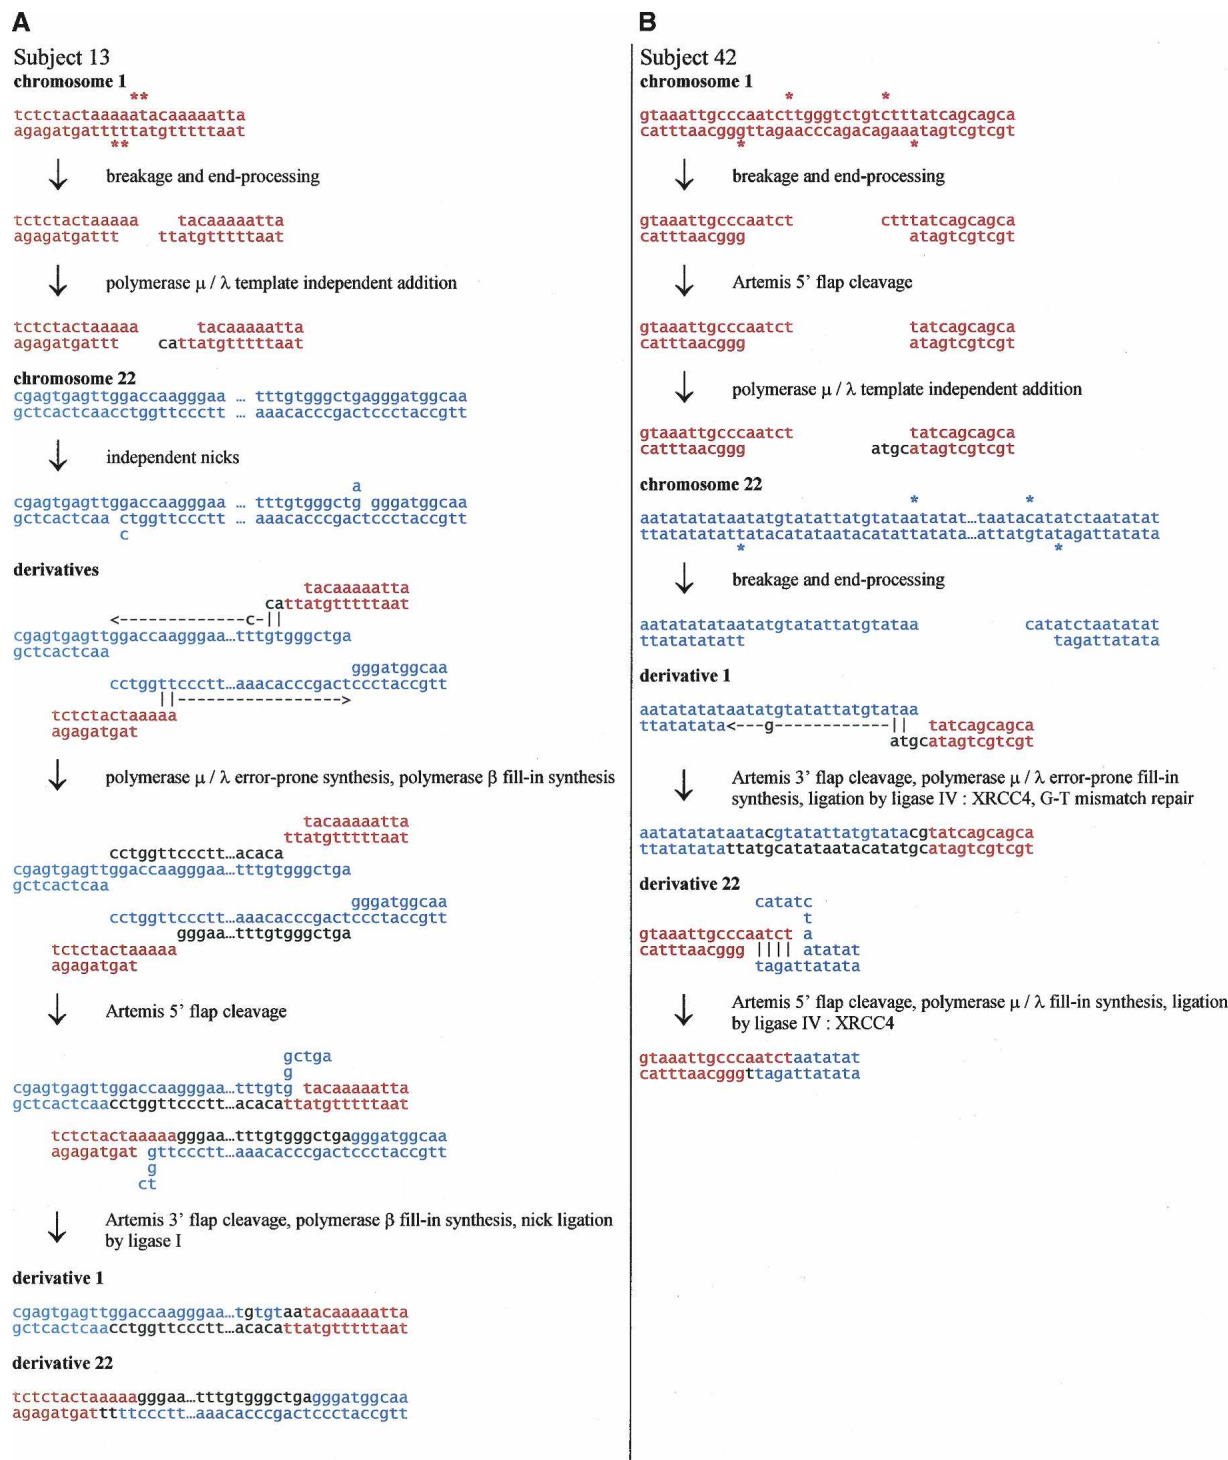 A
Subject 13
chromosome 1
**
tctctactaaaaatacaaaaatta
agagatgatttttatgtttttaat
**
breakage and end-processing
tctctactaaaaa tacaaaaatta
agagatgattt ttatgtttttaat
polymerase µ / λ template independent addition
tctctactaaaaa tacaaaaatta
agagatgattt cattatgtttttaat
chromosome 22
cgagtgagttggaccaagggaa … tttgtgggctgagggatggcaa
gctcactcaacctggttccctt … aaacacccgactccctaccgtt
independent nicks
a
cgagtgagttggaccaagggaa … tttgtgggctg gggatggcaa
gctcactcaa ctggttccctt … aaacacccgactccctaccgtt
c
derivatives
tacaaaaatta
cattatgtttttaat
<-------------c-||
cgagtgagttggaccaagggaa…tttgtgggctga
gctcactcaa
gggatggcaa
cctggttccctt…aaacacccgactccctaccgtt
||----------------->
tctctactaaaaa
agagatgat
polymerase µ / λ error-prone synthesis, polymerase β fill-in synthesis
tacaaaaatta
ttatgtttttaat
cctggttccctt…acaca
cgagtgagttggaccaagggaa…tttgtgggctga
gctcactcaa
gggatggcaa
cctggttccctt…aaacacccgactccctaccgtt
gggaa…tttgtgggctga
tctctactaaaaa
agagatgat
Artemis 5’ flap cleavage
gctga
g
cgagtgagttggaccaagggaa…tttgtg tacaaaaatta
gctcactcaacctggttccctt…acacattatgtttttaat
tctctactaaaaagggaa…tttgtgggctgagggatggcaa
agagatgat gttccctt…aaacacccgactccctaccgtt
g
ct
Artemis 3’ flap cleavage, polymerase β fill-in synthesis, nick ligation
by ligase I
derivative 1
cgagtgagttggaccaagggaa…tgtgtaatacaaaaatta
gctcactcaacctggttccctt…acacattatgtttttaat
derivative 22
tctctactaaaaagggaa…tttgtgggctgagggatggcaa
agagatgattttttccctt…aaacacccgactccctaccgtt
B
Subject 42
chromosome 1
* *
gtaaattgcccaatcttgggtctgtctttatcagcagca
catttaacgggttagaacccagacagaaatagtcgtcgt
* *
breakage and end-processing
gtaaattgcccaatct ctttatcagcagca
catttaacggg atagtcgtcgt
Artemis 5’ flap cleavage
gtaaattgcccaatct tatcagcagca
catttaacggg atagtcgtcgt
polymerase µ / λ template independent addition
gtaaattgcccaatct tatcagcagca
catttaacggg atgcatagtcgtcgt
chromosome 22
* *
aatatatataatatgtatattatgtataatatat…taatacatatctaatatat
ttatatatattatacatataatacatattatata…attatgtatagattatata
* *
breakage and end-processing
aatatatataatatgtatattatgtataa catatctaatatat
ttatatatatt tagattatata
derivative 1
aatatatataatatgtatattatgtataa
ttatatata<---g------------|| tatcagcagca
atgcatagtcgtcgt
Artemis 3’ flap cleavage, polymerase µ / λ error-prone fill-in
synthesis, ligation by ligase IV : XRCC4, G-T mismatch repair
aatatatataatacgtatattatgtatacgtatcagcagca
ttatatatattatgcatataatacatatgcatagtcgtcgt
derivative 22
catatc
t
gtaaattgcccaatct a
catttaacggg |||| atatat
tagattatata
Artemis 5’ flap cleavage, polymerase µ / λ fill-in synthesis, ligation
by ligase IV : XRCC4
gtaaattgcccaatctaatatat
catttaacgggttagattatata